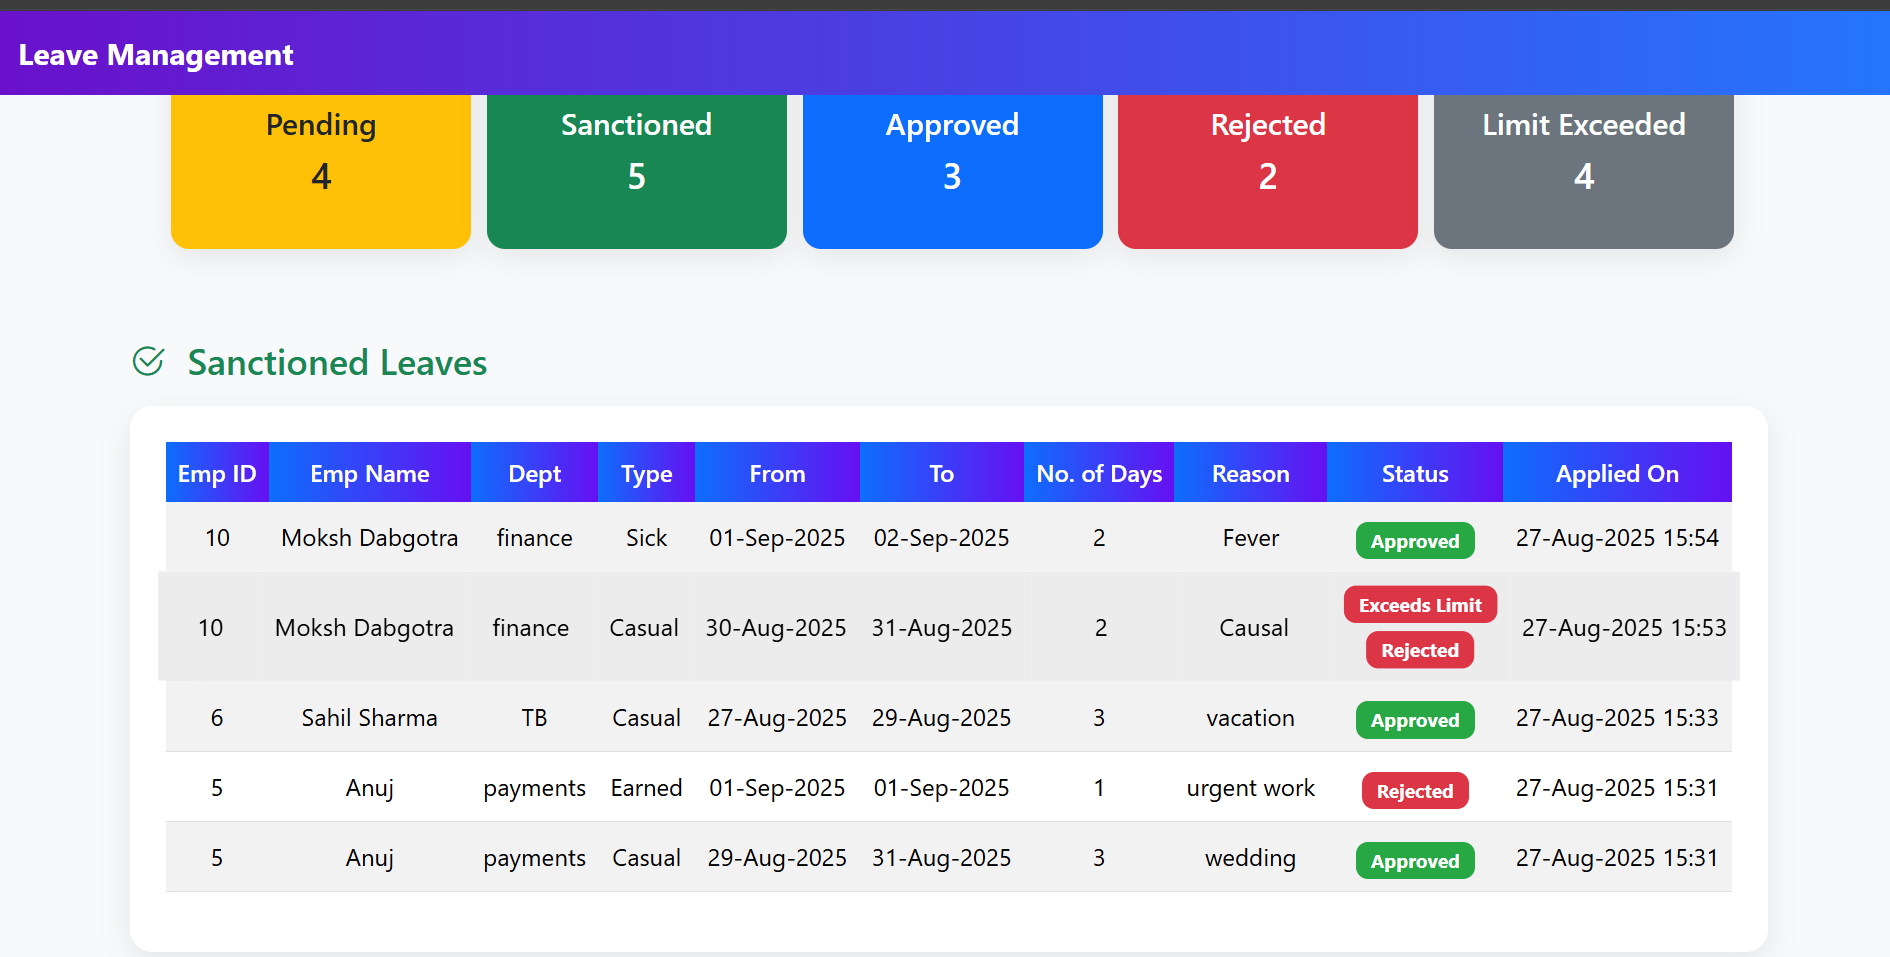 Leave Management
Pending Sanctioned Approved Rejected Limit Exceeded
4 5 3 2 4
Sanctioned Leaves
Emp ID Emp Name Dept Type From To No. of Days Reason Status Applied On
10 Moksh Dabgotra finance Sick 01-Sep-2025 02-Sep-2025 2 Fever Approved 27-Aug-2025 15:54
10 Moksh Dabgotra finance Casual 30-Aug-2025 31-Aug-2025 2 Causal Exceeds Limit Rejected 27-Aug-2025 15:53
6 Sahil Sharma TB Casual 27-Aug-2025 29-Aug-2025 3 vacation Approved 27-Aug-2025 15:33
5 Anuj payments Earned 01-Sep-2025 01-Sep-2025 1 urgent work Rejected 27-Aug-2025 15:31
5 Anuj payments Casual 29-Aug-2025 31-Aug-2025 3 wedding Approved 27-Aug-2025 15:31